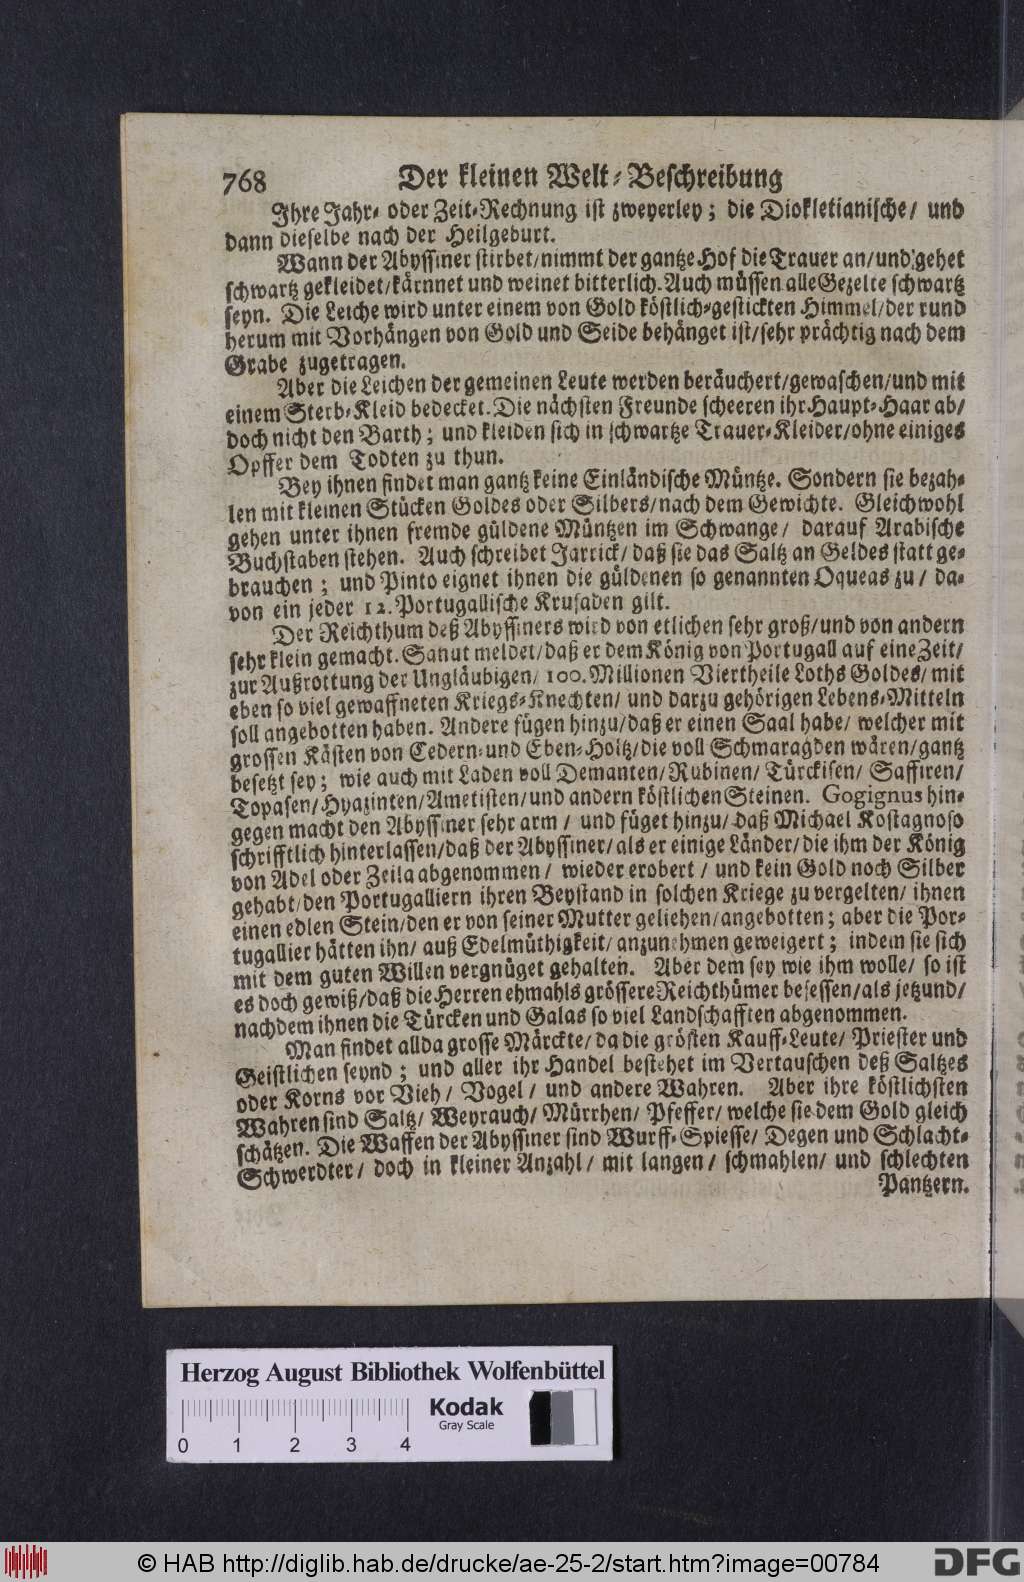 768 Der kleinen Welt-Beschreibung
Ihre Jahr- oder Zeit-Rechnung ist zweyerley; die Diokletianische/ und
dann dieselbe nach der Heilgeburt.
Wann der Abyssiner stirbet/nimmt der gantze Hof die Trauer an/und gehet
schwartz gekleidet/kärnnet und weinet bitterlich. Auch müssen alle Gezelte schwartz
seyn. Die Leiche wird unter einem von Gold köstlich-gestickten Himmel/der rund
herum mit Vorhängen von Gold und Seide behänget ist/sehr prächtig nach dem
Grabe zugetragen.
Aber die Leichen der gemeinen Leute werden beräuchert/gewaschen/und mit
einem Sterb-Kleid bedecket. Die nächsten Freunde scheeren ihr Haupt-Haar ab/
doch nicht den Barth; und kleiden sich in schwartze Trauer-Kleider/ohne einiges
Opffer dem Todten zu thun.
Bey ihnen findet man gantz keine Einländische Müntze. Sondern sie bezah-
len mit kleinen Stücken Goldes oder Silbers/nach dem Gewichte. Gleichwohl
gehen unter ihnen fremde güldene Müntzen im Schwange/ darauf Arabische
Buchstaben stehen. Auch schreibet Jarrick/ daß sie das Saltz an Geldes statt ge-
brauchen; und Pinto eignet ihnen die güldenen so genannten Oqueas zu/ da-
von ein jeder 12. Portugallische Krusaden gilt.
Der Reichthum deß Abyssiners wird von etlichen sehr groß/und von andern
sehr klein gemacht. Sanut meldet/daß er dem König von Portugall auf eine Zeit/
zur Außrottung der Ungläubigen/ 100. Millionen Viertheile Loths Goldes/ mit
eben so viel gewaffneten Kriegs-Knechten/ und darzu gehörigen Lebens-Mitteln
soll angebotten haben. Andere fügen hinzu/daß er einen Saal habe/ welcher mit
grossen Kästen von Cedern- und Eben-Holtz/die voll Schmaragden wären/gantz
besetzt sey; wie auch mit Laden voll Demanten/ Rubinen/ Türckisen/ Saffiren/
Topasen/ Hyazinten/Ametisten/und andern köstlichen Steinen. Gogignus hin-
gegen macht den Abyssiner sehr arm/ und füget hinzu/ daß Michael Kostagnoso
schrifftlich hinterlassen/daß der Abyssiner/als er einige Länder/die ihm der König
von Adel oder Zeila abgenommen/ wieder erobert/ und kein Gold noch Silber
gehabt/den Portugalliern ihren Beystand in solchen Kriege zu vergelten/ ihnen
einen edlen Stein/den er von seiner Mutter geliehen/angebotten; aber die Por-
tugallier hätten ihn/ auß Edelmüthigkeit/ anzunehmen geweigert; indem sie sich
mit dem guten Willen vergnüget gehalten. Aber dem sey wie ihm wolle/ so ist
es doch gewiß/daß die Herren ehmahls grössere Reichthümer besessen/als jetzund/
nachdem ihnen die Türcken und Galas so viel Landschafften abgenommen.
Man findet allda grosse Märckte/ da die grösten Kauff-Leute/ Priester und
Geistlichen seynd; und aller ihr Handel bestehet im Vertauschen deß Saltzes
oder Korns vor Vieh/ Vogel/ und andere Wahren. Aber ihre köstlichsten
Wahren sind Saltz/ Weyrauch/ Mürrhen/ Pfeffer/ welche sie dem Gold gleich
schätzen. Die Waffen der Abyssiner sind Wurff-Spiesse/ Degen und Schlacht-
Schwerdter/ doch in kleiner Anzahl/ mit langen/ schmahlen/ und schlechten
Pantzern.
Herzog August Bibliothek Wolfenbüttel
Kodak
Gray Scale
0 1 2 3 4
© HAB http://diglib.hab.de/drucke/ae-25-2/start.htm?image=00784
DFG